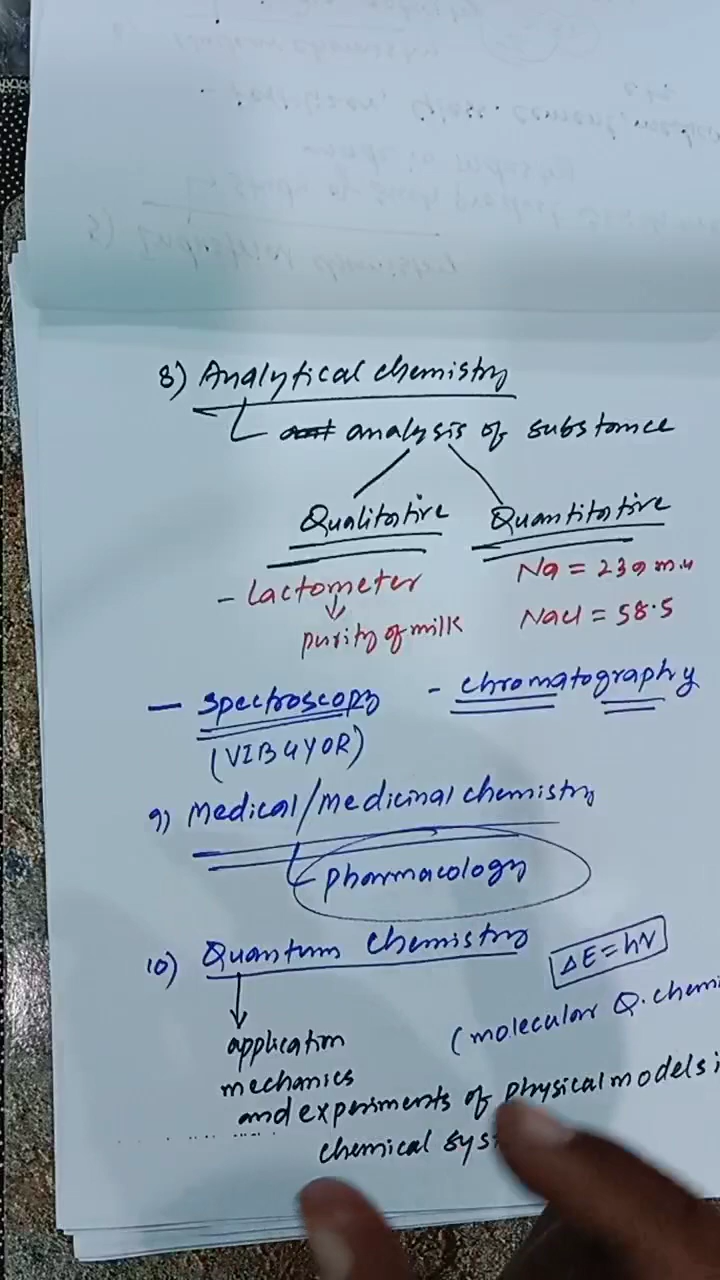 8) Analytical chemistry
analysis of substance
Qualitative Quantitative
- Lactometer Na = 23 a m.u
purity of milk NaCl = 58.5
- Spectroscopy - chromatography
(VIBGYOR)
9) Medical/Medicinal chemistry
Pharmacology
10) Quantum chemistry ΔE=hν
application (molecular Q. chemi
mechanics
and experiments of physical models i
chemical sys